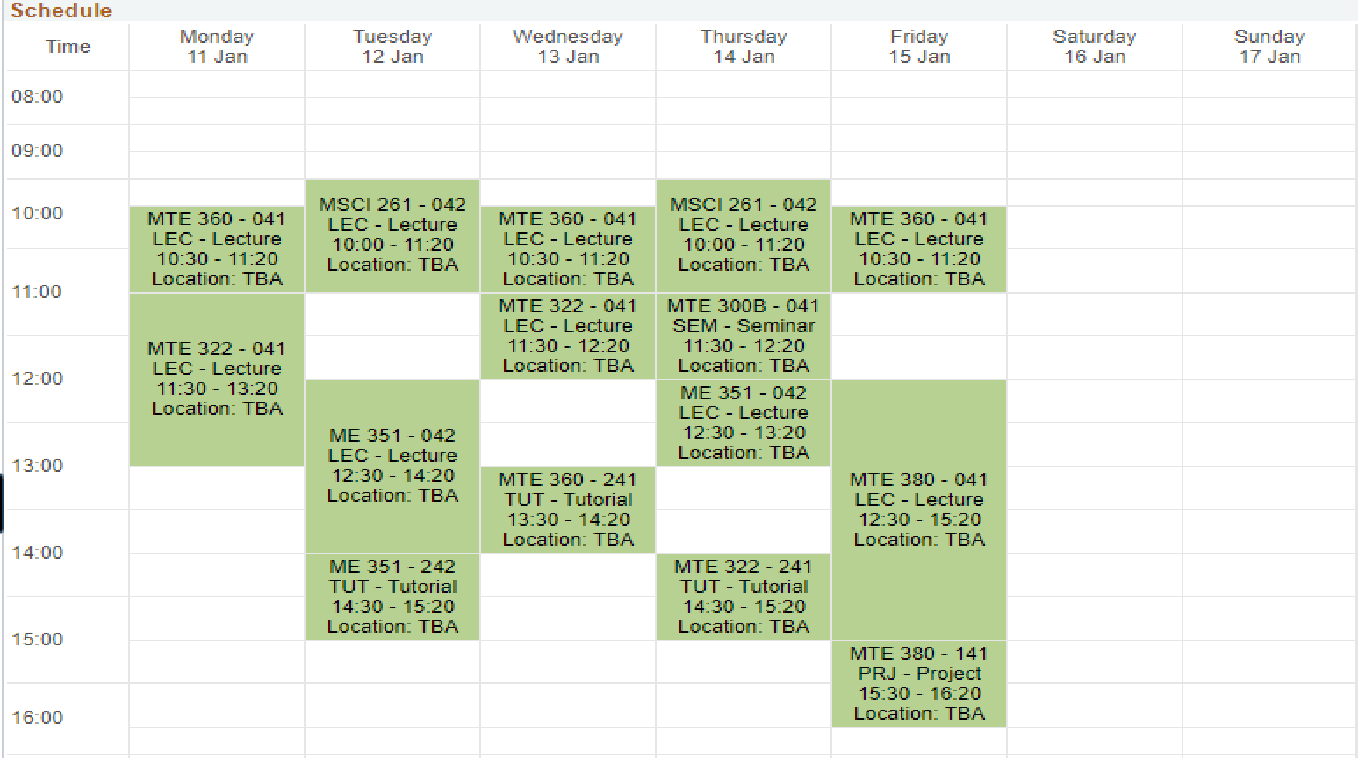 Schedule
Time
Monday
11 Jan
Tuesday
12 Jan
Wednesday
13 Jan
Thursday
14 Jan
Friday
15 Jan
Saturday
16 Jan
Sunday
17 Jan
08:00
09:00
10:00
11:00
12:00
13:00
14:00
15:00
16:00
MTE 360 - 041
LEC - Lecture
10:30 - 11:20
Location: TBA
MTE 322 - 041
LEC - Lecture
11:30 - 13:20
Location: TBA
MSCI 261 - 042
LEC - Lecture
10:00 - 11:20
Location: TBA
ME 351 - 042
LEC - Lecture
12:30 - 14:20
Location: TBA
ME 351 - 242
TUT - Tutorial
14:30 - 15:20
Location: TBA
MTE 360 - 041
LEC - Lecture
10:30 - 11:20
Location: TBA
MTE 322 - 041
LEC - Lecture
11:30 - 12:20
Location: TBA
MTE 360 - 241
TUT - Tutorial
13:30 - 14:20
Location: TBA
MSCI 261 - 042
LEC - Lecture
10:00 - 11:20
Location: TBA
MTE 300B - 041
SEM - Seminar
11:30 - 12:20
Location: TBA
ME 351 - 042
LEC - Lecture
12:30 - 13:20
Location: TBA
MTE 322 - 241
TUT - Tutorial
14:30 - 15:20
Location: TBA
MTE 360 - 041
LEC - Lecture
10:30 - 11:20
Location: TBA
MTE 380 - 041
LEC - Lecture
12:30 - 15:20
Location: TBA
MTE 380 - 141
PRJ - Project
15:30 - 16:20
Location: TBA